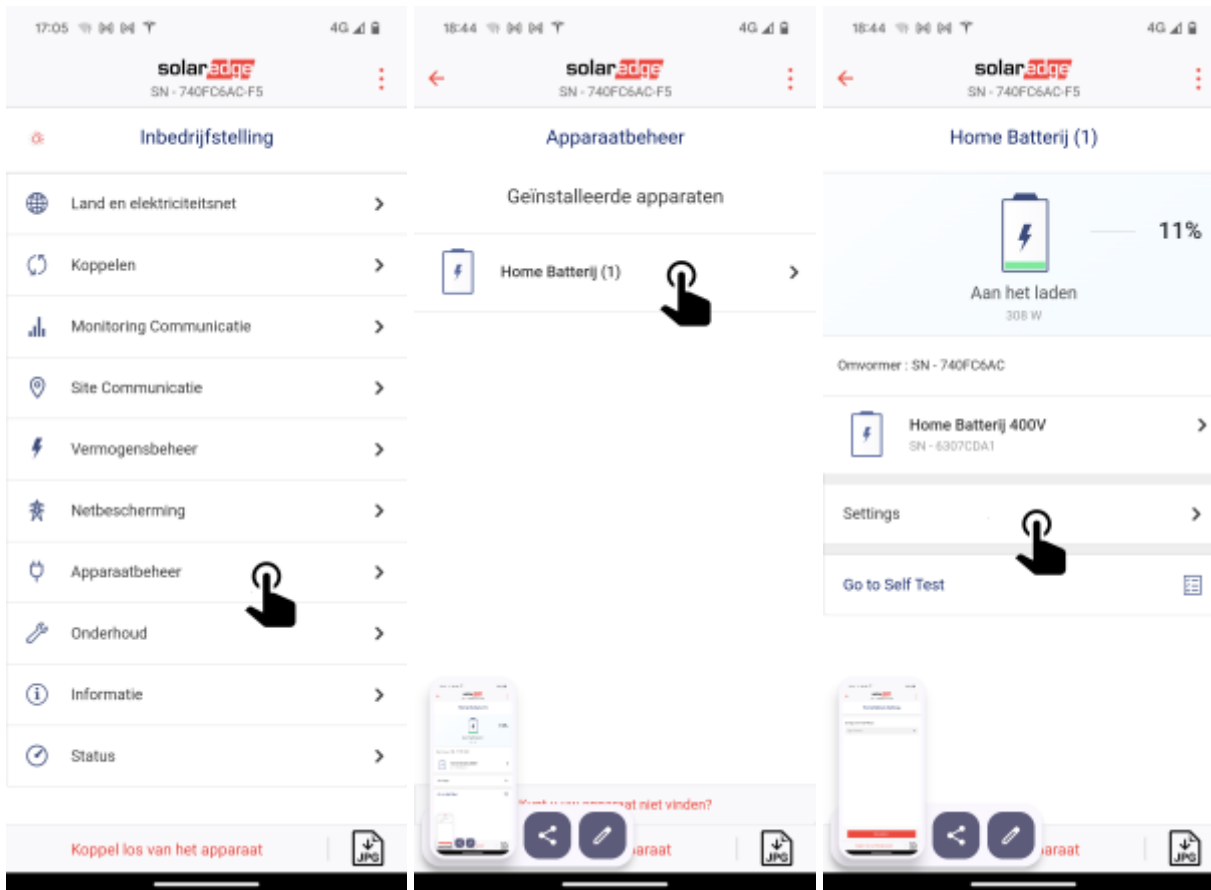 17:05
4G
solaredge
SN - 740FC6AC-F5
Inbedrijfstelling
Land en elektriciteitsnet
Koppelen
Monitoring Communicatie
Site Communicatie
Vermogensbeheer
Netbescherming
Apparaatbeheer
Onderhoud
Informatie
Status
Koppel los van het apparaat
JPG
18:44
4G
solaredge
SN - 740FC6AC-F5
Apparaatbeheer
Geïnstalleerde apparaten
Home Batterij (1)
niet vinden?
JPG
18:44
4G
solaredge
SN - 740FC6AC-F5
Home Batterij (1)
11%
Aan het laden
308 W
Omvormer : SN - 740FC6AC
Home Batterij 400V
SN - 6307CDA1
Settings
Go to Self Test
JPG